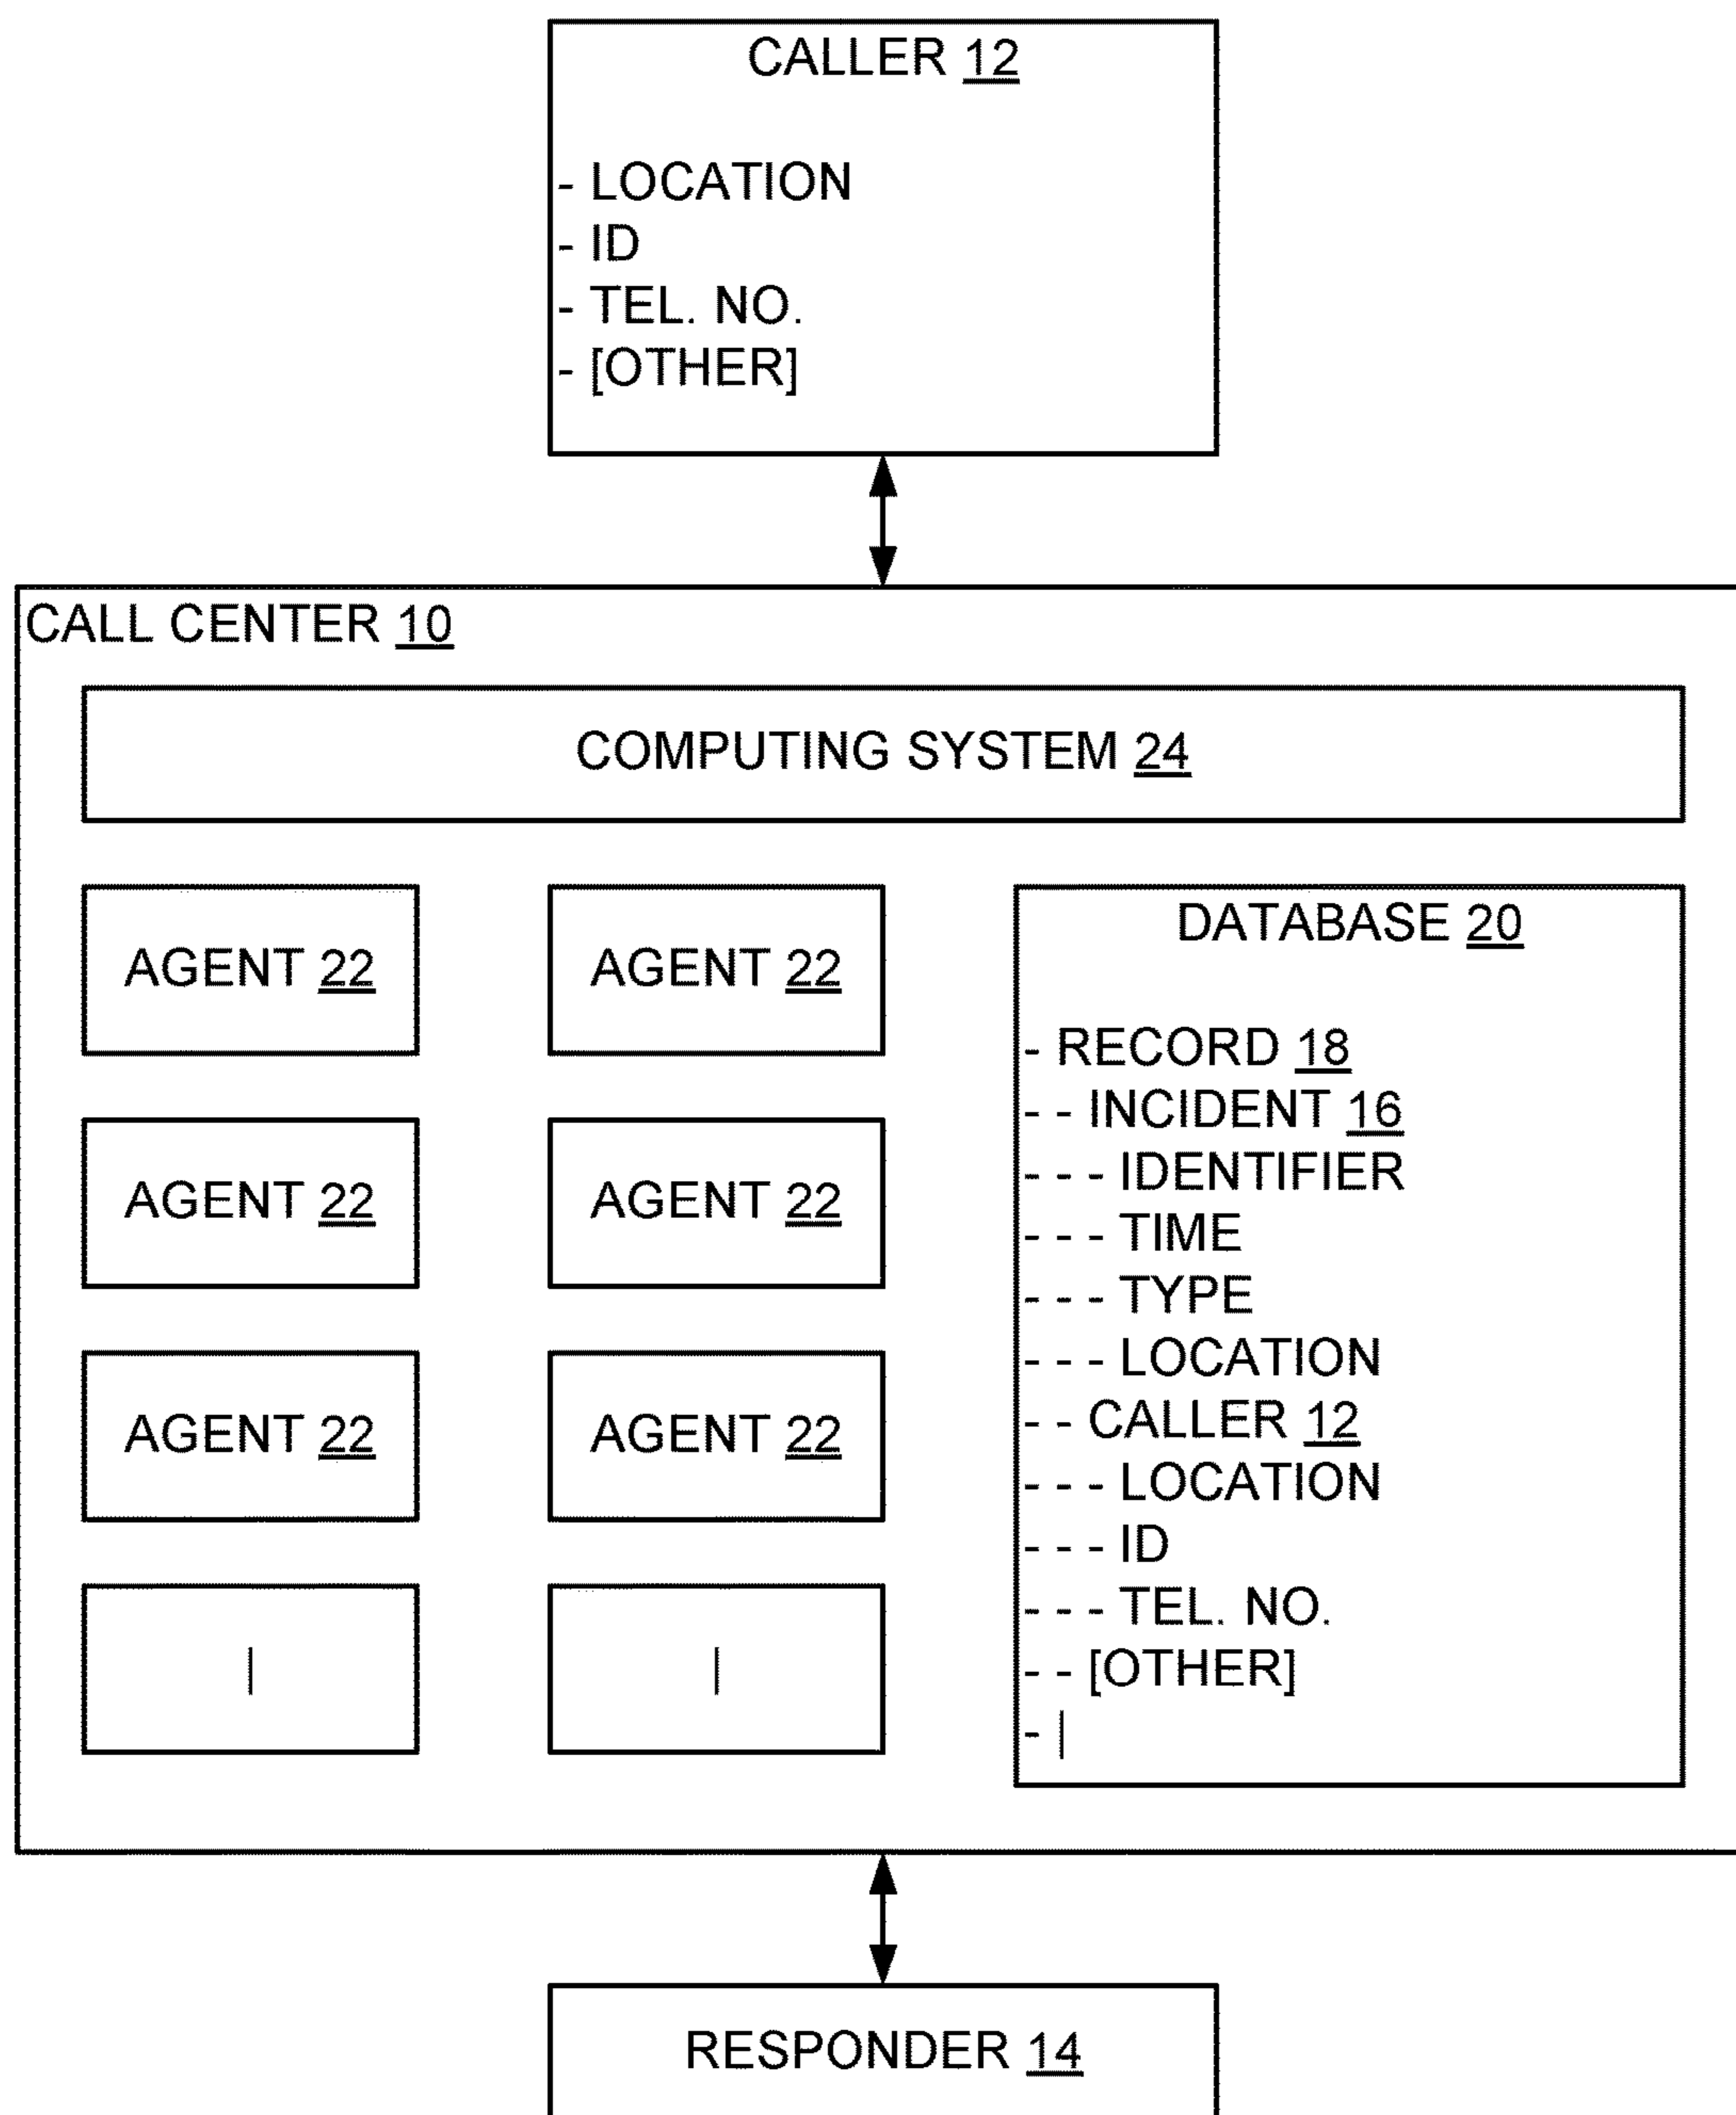 CALLER 12
- LOCATION
- ID
- TEL. NO.
- [OTHER]
CALL CENTER 10
COMPUTING SYSTEM 24
AGENT 22
AGENT 22
AGENT 22
AGENT 22
AGENT 22
AGENT 22
|
|
DATABASE 20
- RECORD 18
- - INCIDENT 16
- - - IDENTIFIER
- - - TIME
- - - TYPE
- - - LOCATION
- - CALLER 12
- - - LOCATION
- - - ID
- - - TEL. NO.
- - [OTHER]
- |
RESPONDER 14